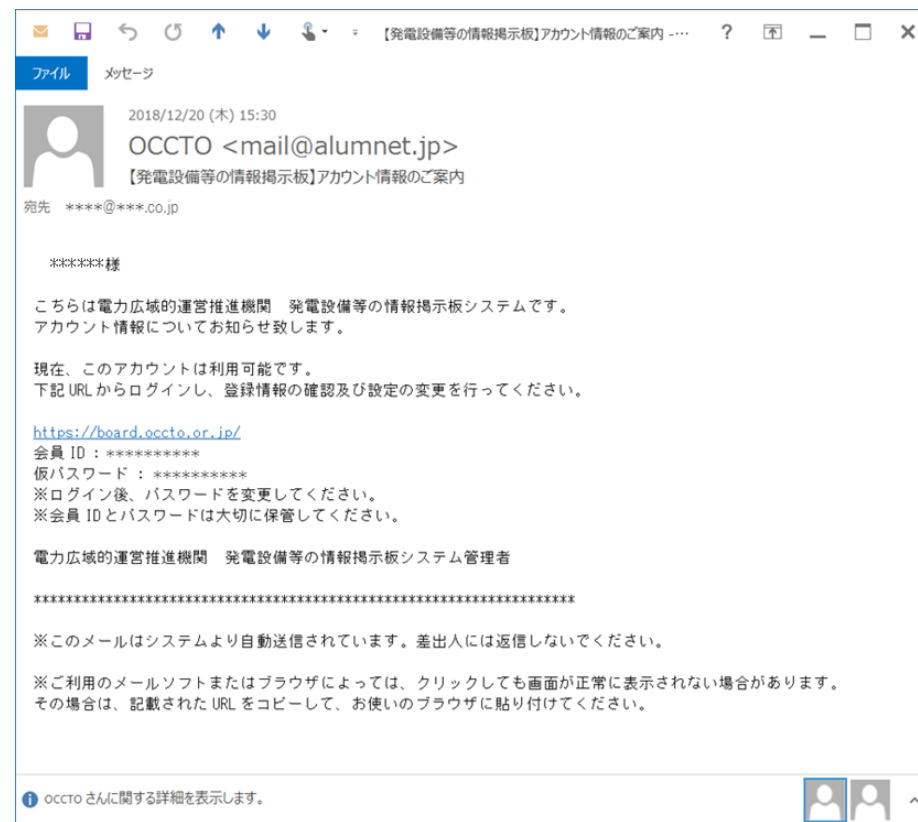 【発電設備等の情報掲示板】アカウント情報のご案内 -…
ファイル メッセージ
2018/12/20 (木) 15:30
OCCTO <mail@alumnet.jp>
【発電設備等の情報掲示板】アカウント情報のご案内
宛先 ****@***.co.jp
******様
こちらは電力広域的運営推進機関　発電設備等の情報掲示板システムです。
アカウント情報についてお知らせ致します。
現在、このアカウントは利用可能です。
下記 URL からログインし、登録情報の確認及び設定の変更を行ってください。
https://board.occto.or.jp/
会員 ID : **********
仮パスワード : **********
※ログイン後、パスワードを変更してください。
※会員 ID とパスワードは大切に保管してください。
電力広域的運営推進機関　発電設備等の情報掲示板システム管理者
********************************************************************
※このメールはシステムより自動送信されています。差出人には返信しないでください。
※ご利用のメールソフトまたはブラウザによっては、クリックしても画面が正常に表示されない場合があります。
その場合は、記載された URL をコピーして、お使いのブラウザに貼り付けてください。
OCCTO さんに関する詳細を表示します。